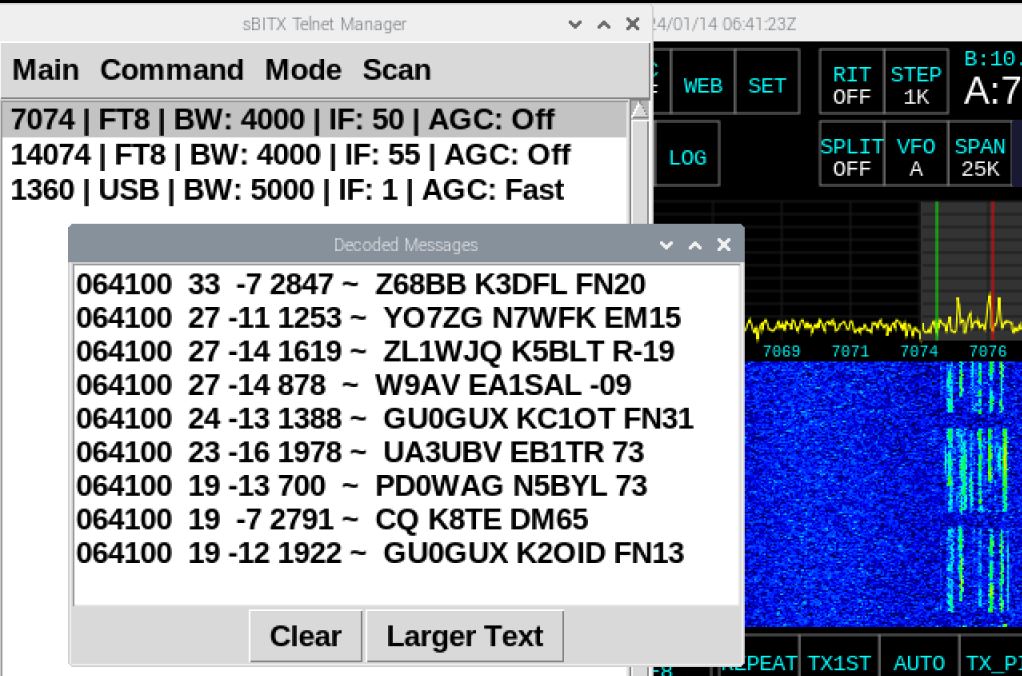 sBITX Telnet Manager
24/01/14 06:41:23Z
Main Command Mode Scan
7074 | FT8 | BW: 4000 | IF: 50 | AGC: Off
14074 | FT8 | BW: 4000 | IF: 55 | AGC: Off
1360 | USB | BW: 5000 | IF: 1 | AGC: Fast
WEB SET RIT OFF STEP 1K B:10. A:7
LOG SPLIT OFF VFO A SPAN 25K
Decoded Messages
064100 33 -7 2847 ~ Z68BB K3DFL FN20
064100 27 -11 1253 ~ YO7ZG N7WFK EM15
064100 27 -14 1619 ~ ZL1WJQ K5BLT R-19
064100 27 -14 878 ~ W9AV EA1SAL -09
064100 24 -13 1388 ~ GU0GUX KC1OT FN31
064100 23 -16 1978 ~ UA3UBV EB1TR 73
064100 19 -13 700 ~ PD0WAG N5BYL 73
064100 19 -7 2791 ~ CQ K8TE DM65
064100 19 -12 1922 ~ GU0GUX K2OID FN13
7069 7071 7074 7076
Clear Larger Text
EPEAT TX1ST AUTO TX_P